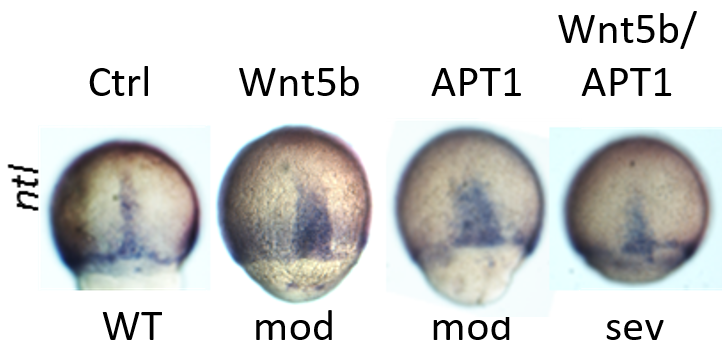 Ctrl
Wnt5b
APT1
Wnt5b/
APT1
ntl
WT
mod
mod
sev